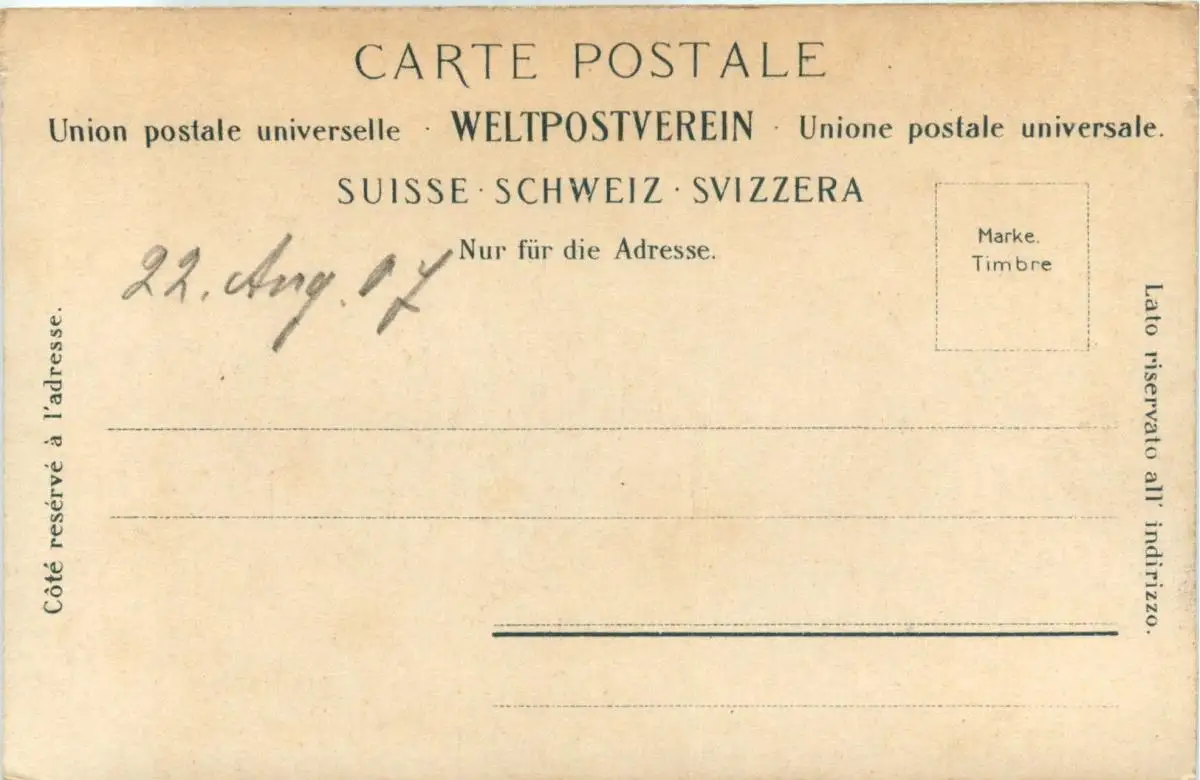 CARTE POSTALE
Union postale universelle · WELTPOSTVEREIN · Unione postale universale.
SUISSE · SCHWEIZ · SVIZZERA
Nur für die Adresse.
Marke.
Timbre
22. Aug. 07
Côté resérvé à l'adresse.
Lato riservato all' indirizzo.